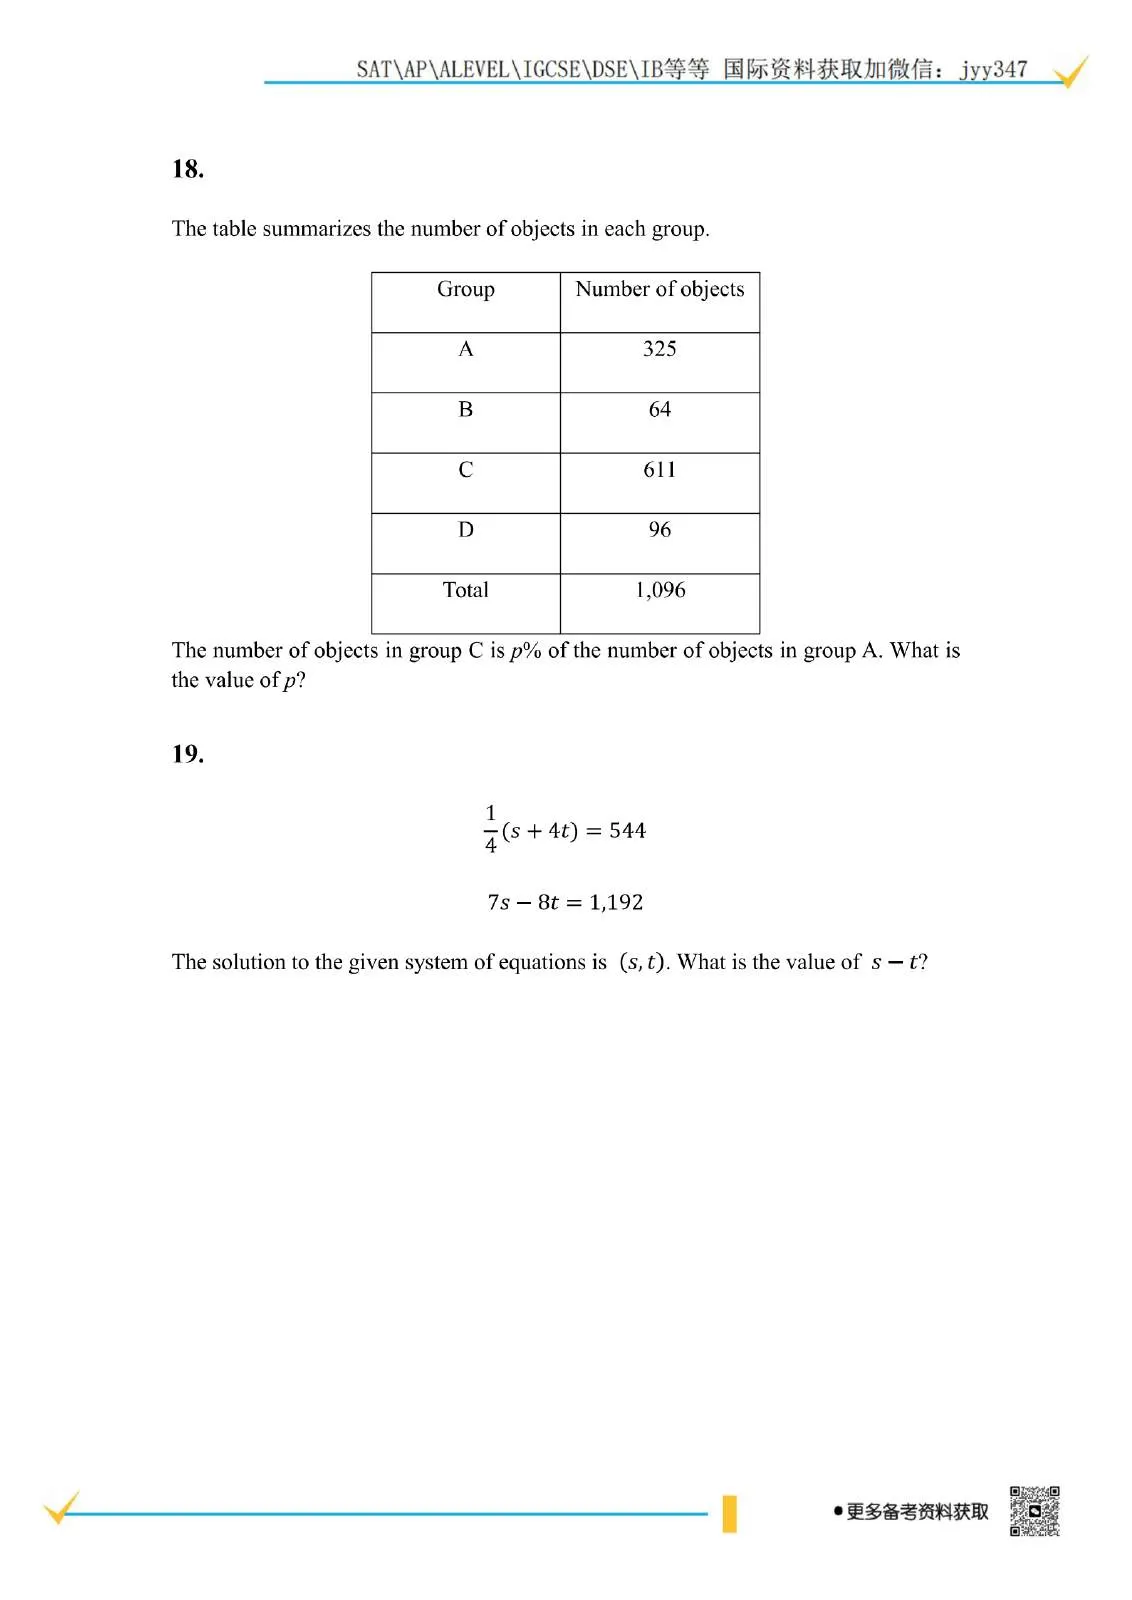 SAT\AP\ALEVEL\IGCSE\DSE\IB等等 国际资料获取加微信：jyy347
18.
The table summarizes the number of objects in each group.
Group Number of objects
A 325
B 64
C 611
D 96
Total 1,096
The number of objects in group C is p% of the number of objects in group A. What is
the value of p?
19.
1/4(s + 4t) = 544
7s − 8t = 1,192
The solution to the given system of equations is (s, t). What is the value of s − t?
•更多备考资料获取